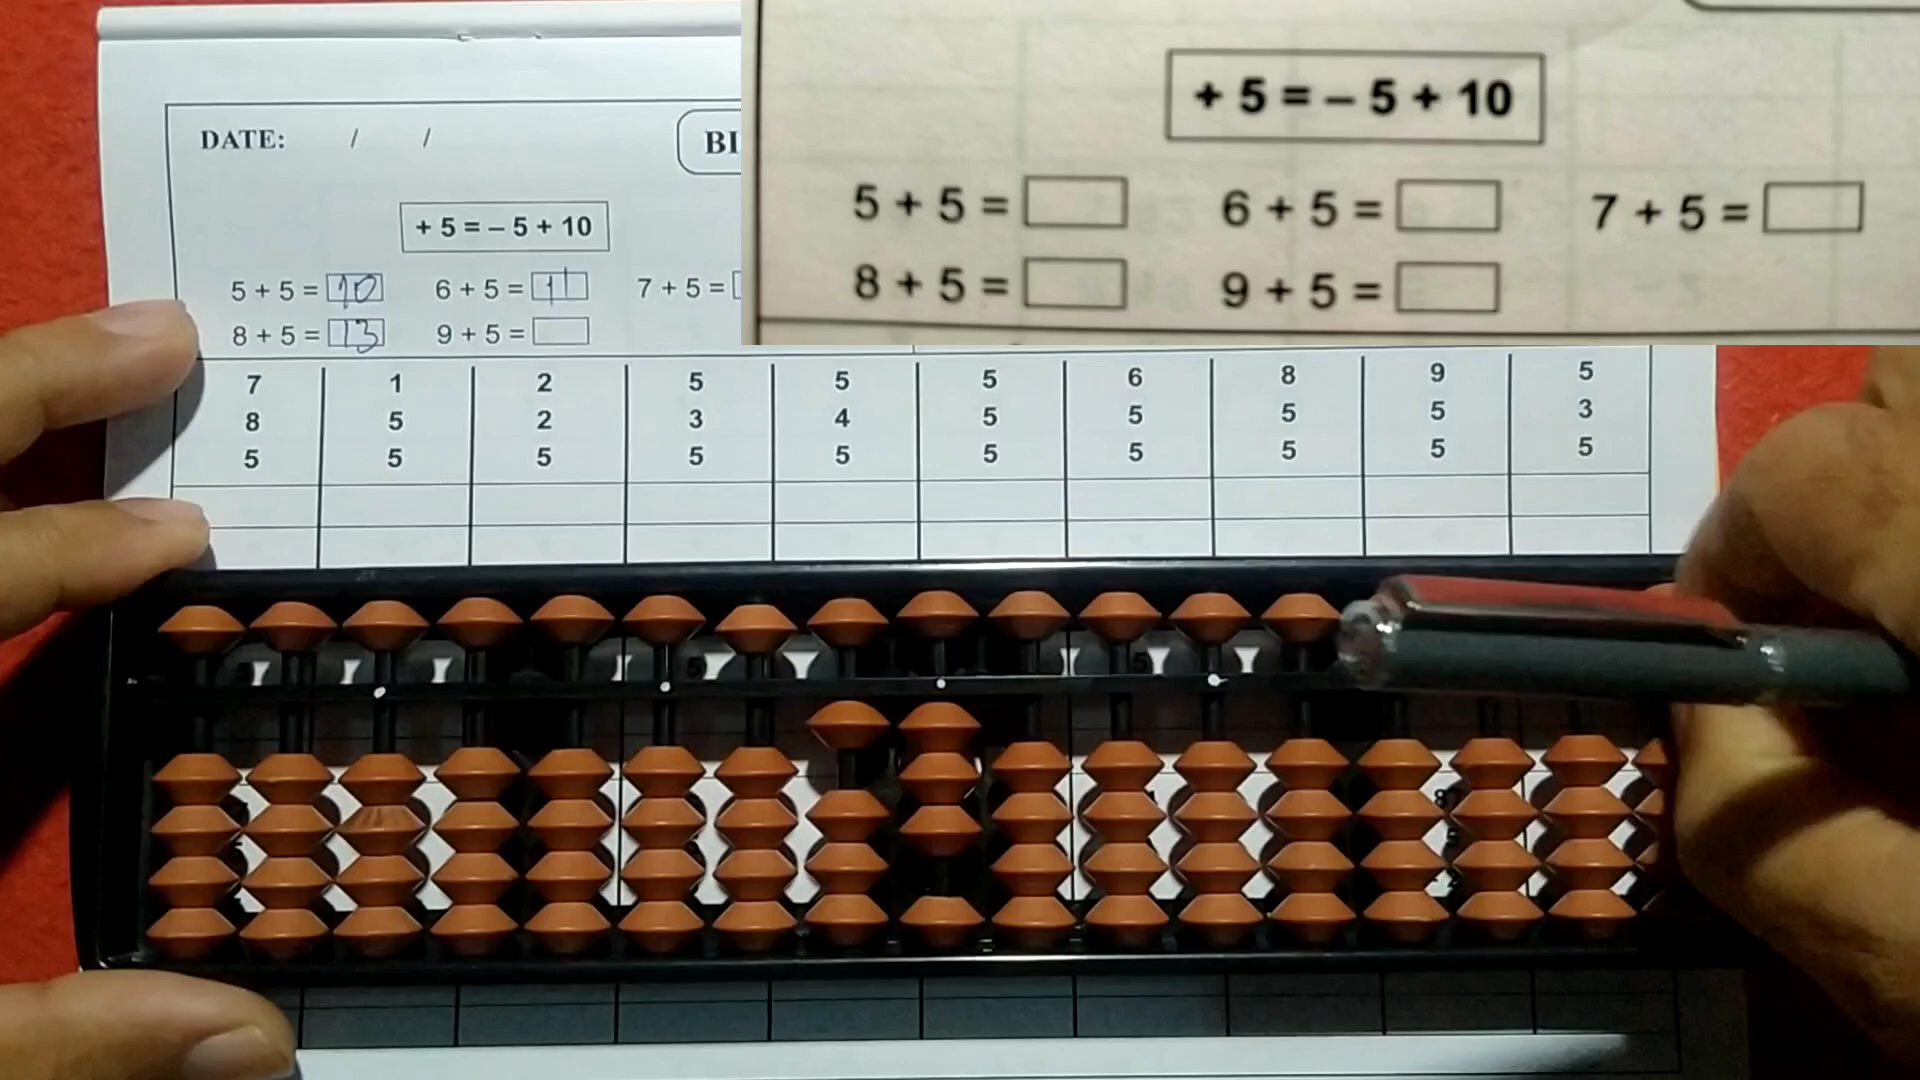 DATE: / /
BI
+ 5 = – 5 + 10
5 + 5 = 10 6 + 5 = 11 7 + 5 =
8 + 5 = 13 9 + 5 =
+ 5 = – 5 + 10
5 + 5 = 6 + 5 = 7 + 5 =
8 + 5 = 9 + 5 =
7 1 2 5 5 5 6 8 9 5
8 5 2 3 4 5 5 5 5 3
5 5 5 5 5 5 5 5 5 5